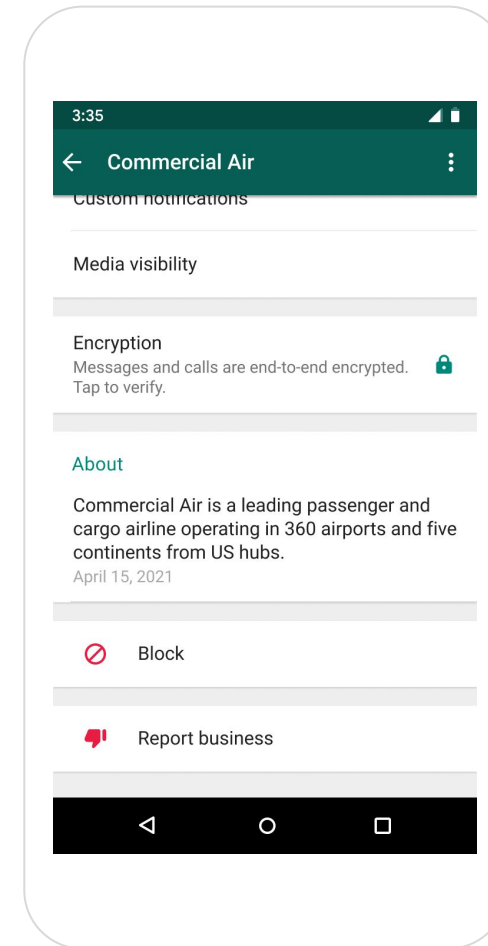 3:35
Commercial Air
Custom notifications
Media visibility
Encryption
Messages and calls are end-to-end encrypted.
Tap to verify.
About
Commercial Air is a leading passenger and
cargo airline operating in 360 airports and five
continents from US hubs.
April 15, 2021
Block
Report business